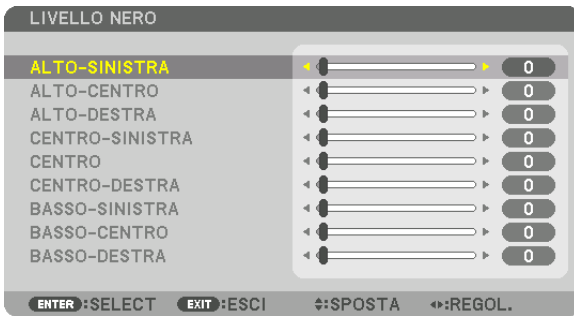 LIVELLO NERO
ALTO-SINISTRA 0
ALTO-CENTRO 0
ALTO-DESTRA 0
CENTRO-SINISTRA 0
CENTRO 0
CENTRO-DESTRA 0
BASSO-SINISTRA 0
BASSO-CENTRO 0
BASSO-DESTRA 0
ENTER :SELECT EXIT :ESCI :SPOSTA :REGOL.